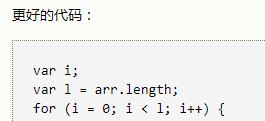 更好的代码：
var i;
var l = arr.length;
for (i = 0; i < l; i++) {